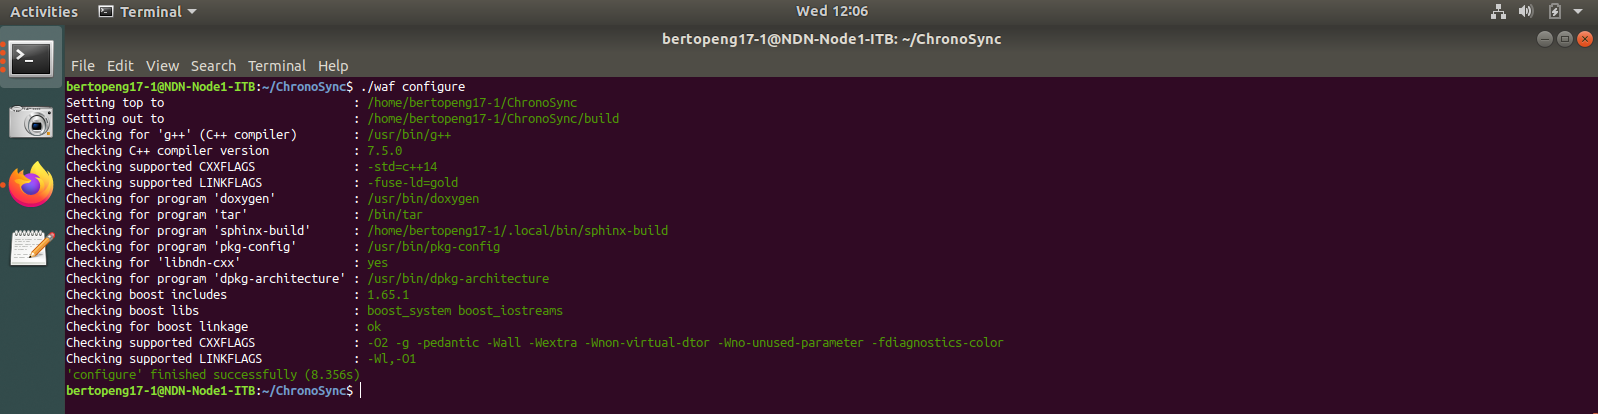 Activities Terminal Wed 12:06
bertopeng17-1@NDN-Node1-ITB: ~/ChronoSync
File Edit View Search Terminal Help
bertopeng17-1@NDN-Node1-ITB:~/ChronoSync$ ./waf configure
Setting top to : /home/bertopeng17-1/ChronoSync
Setting out to : /home/bertopeng17-1/ChronoSync/build
Checking for 'g++' (C++ compiler) : /usr/bin/g++
Checking C++ compiler version : 7.5.0
Checking supported CXXFLAGS : -std=c++14
Checking supported LINKFLAGS : -fuse-ld=gold
Checking for program 'doxygen' : /usr/bin/doxygen
Checking for program 'tar' : /bin/tar
Checking for program 'sphinx-build' : /home/bertopeng17-1/.local/bin/sphinx-build
Checking for program 'pkg-config' : /usr/bin/pkg-config
Checking for 'libndn-cxx' : yes
Checking for program 'dpkg-architecture' : /usr/bin/dpkg-architecture
Checking boost includes : 1.65.1
Checking boost libs : boost_system boost_iostreams
Checking for boost linkage : ok
Checking supported CXXFLAGS : -O2 -g -pedantic -Wall -Wextra -Wnon-virtual-dtor -Wno-unused-parameter -fdiagnostics-color
Checking supported LINKFLAGS : -Wl,-O1
'configure' finished successfully (8.356s)
bertopeng17-1@NDN-Node1-ITB:~/ChronoSync$